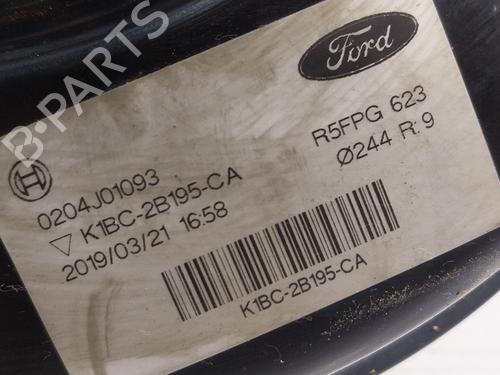 Ford
0204J01093
K1BC-2B195-CA
2019/03/21 16:58
R5FPG 623
Ø244 R:9
K1BC-2B195-CA
B-PARTS